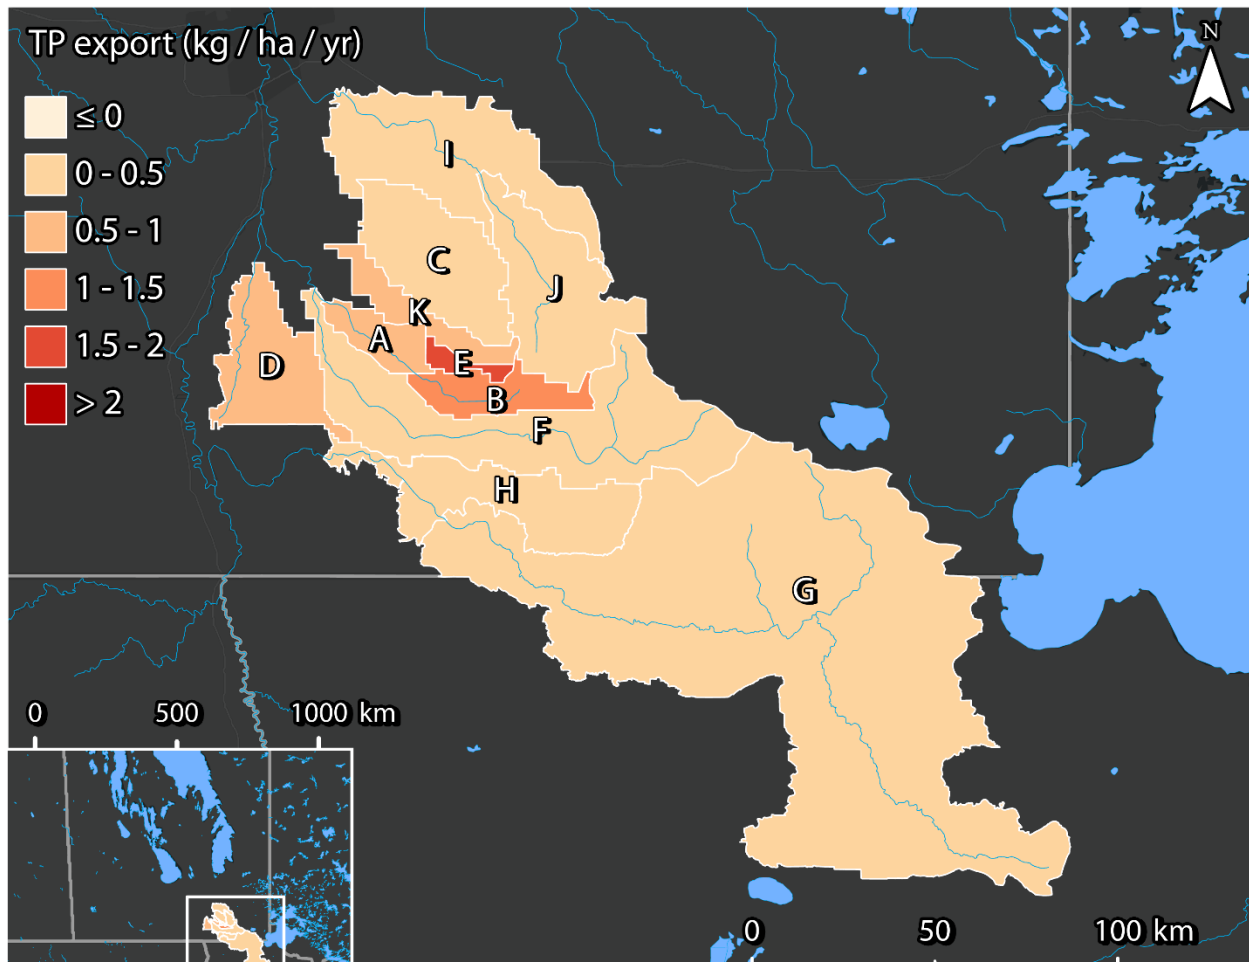 TP export (kg / ha / yr)
≤ 0
0 - 0.5
0.5 - 1
1 - 1.5
1.5 - 2
> 2
N
I
C
J
K
A
D
E
B
F
H
G
0 500 1000 km
0 50 100 km